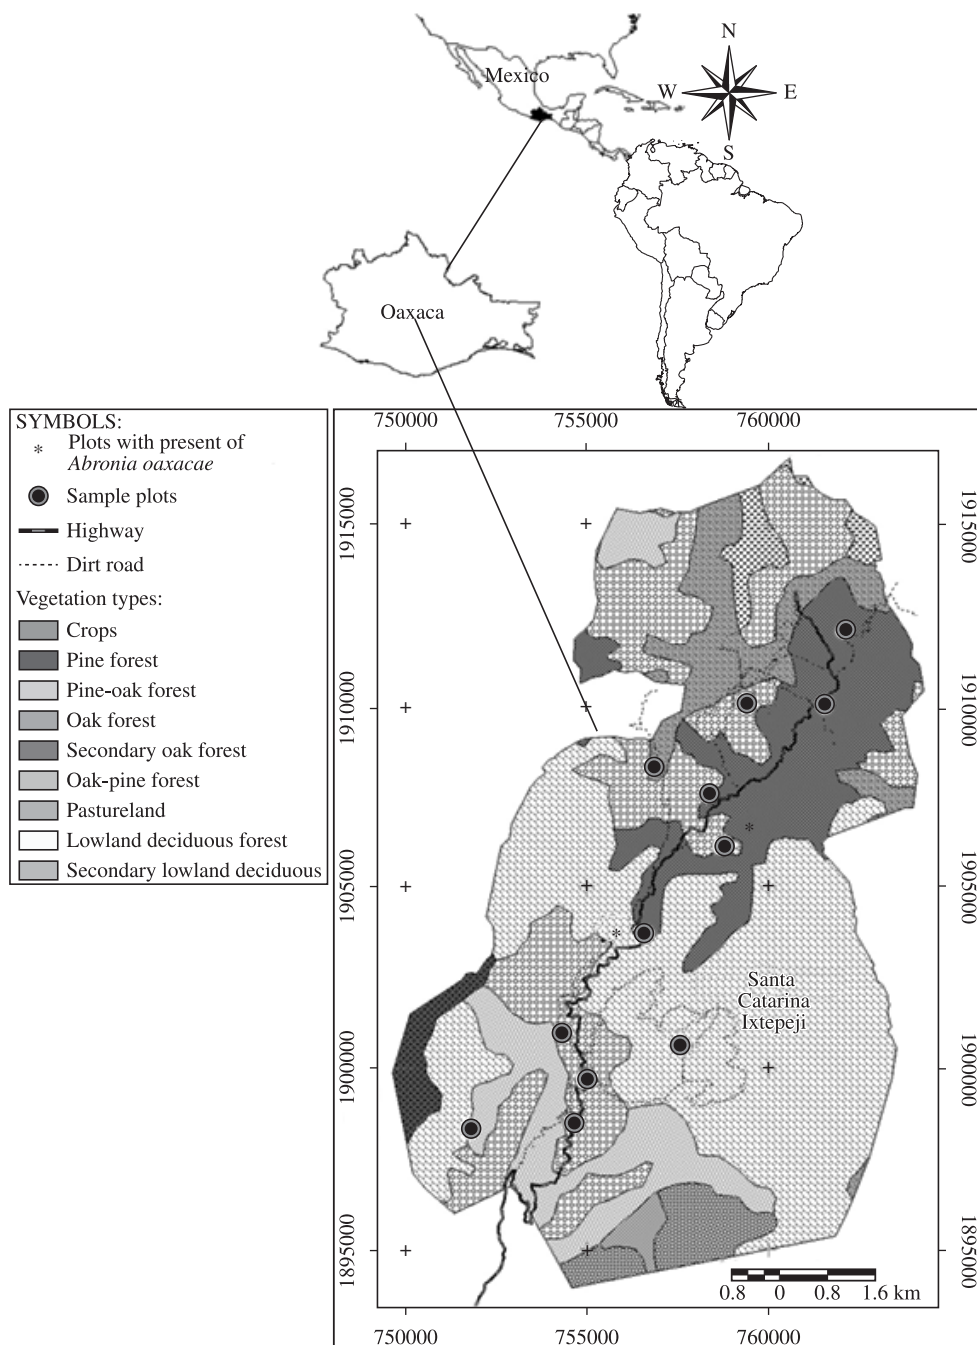 N
Mexico
W
E
S
Oaxaca
SYMBOLS:
* Plots with present of
Abronia oaxacae
Sample plots
Highway
Dirt road
Vegetation types:
Crops
Pine forest
Pine-oak forest
Oak forest
Secondary oak forest
Oak-pine forest
Pastureland
Lowland deciduous forest
Secondary lowland deciduous
750000 755000 760000
1915000 1915000
1910000 1910000
1905000 1905000
*
*
Santa
Catarina
Ixtepeji
1900000 1900000
1895000 1895000
0.8 0 0.8 1.6 km
750000 755000 760000